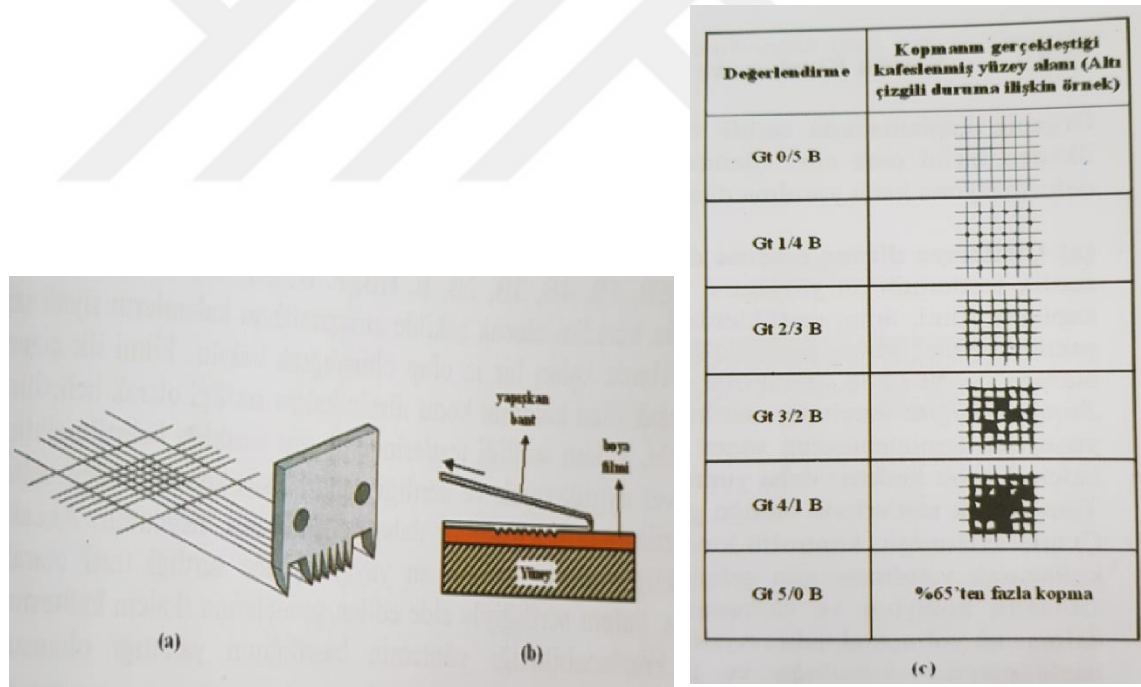 yapışkan
bant
boya
filmi
Yüzey
(a)
(b)
Değerlendirme
Kopmanın gerçekleştiği
kafeslenmiş yüzey alanı (Altı
çizgili duruma ilişkin örnek)
Gt 0/5 B
Gt 1/4 B
Gt 2/3 B
Gt 3/2 B
Gt 4/1 B
Gt 5/0 B
%65'ten fazla kopma
(c)